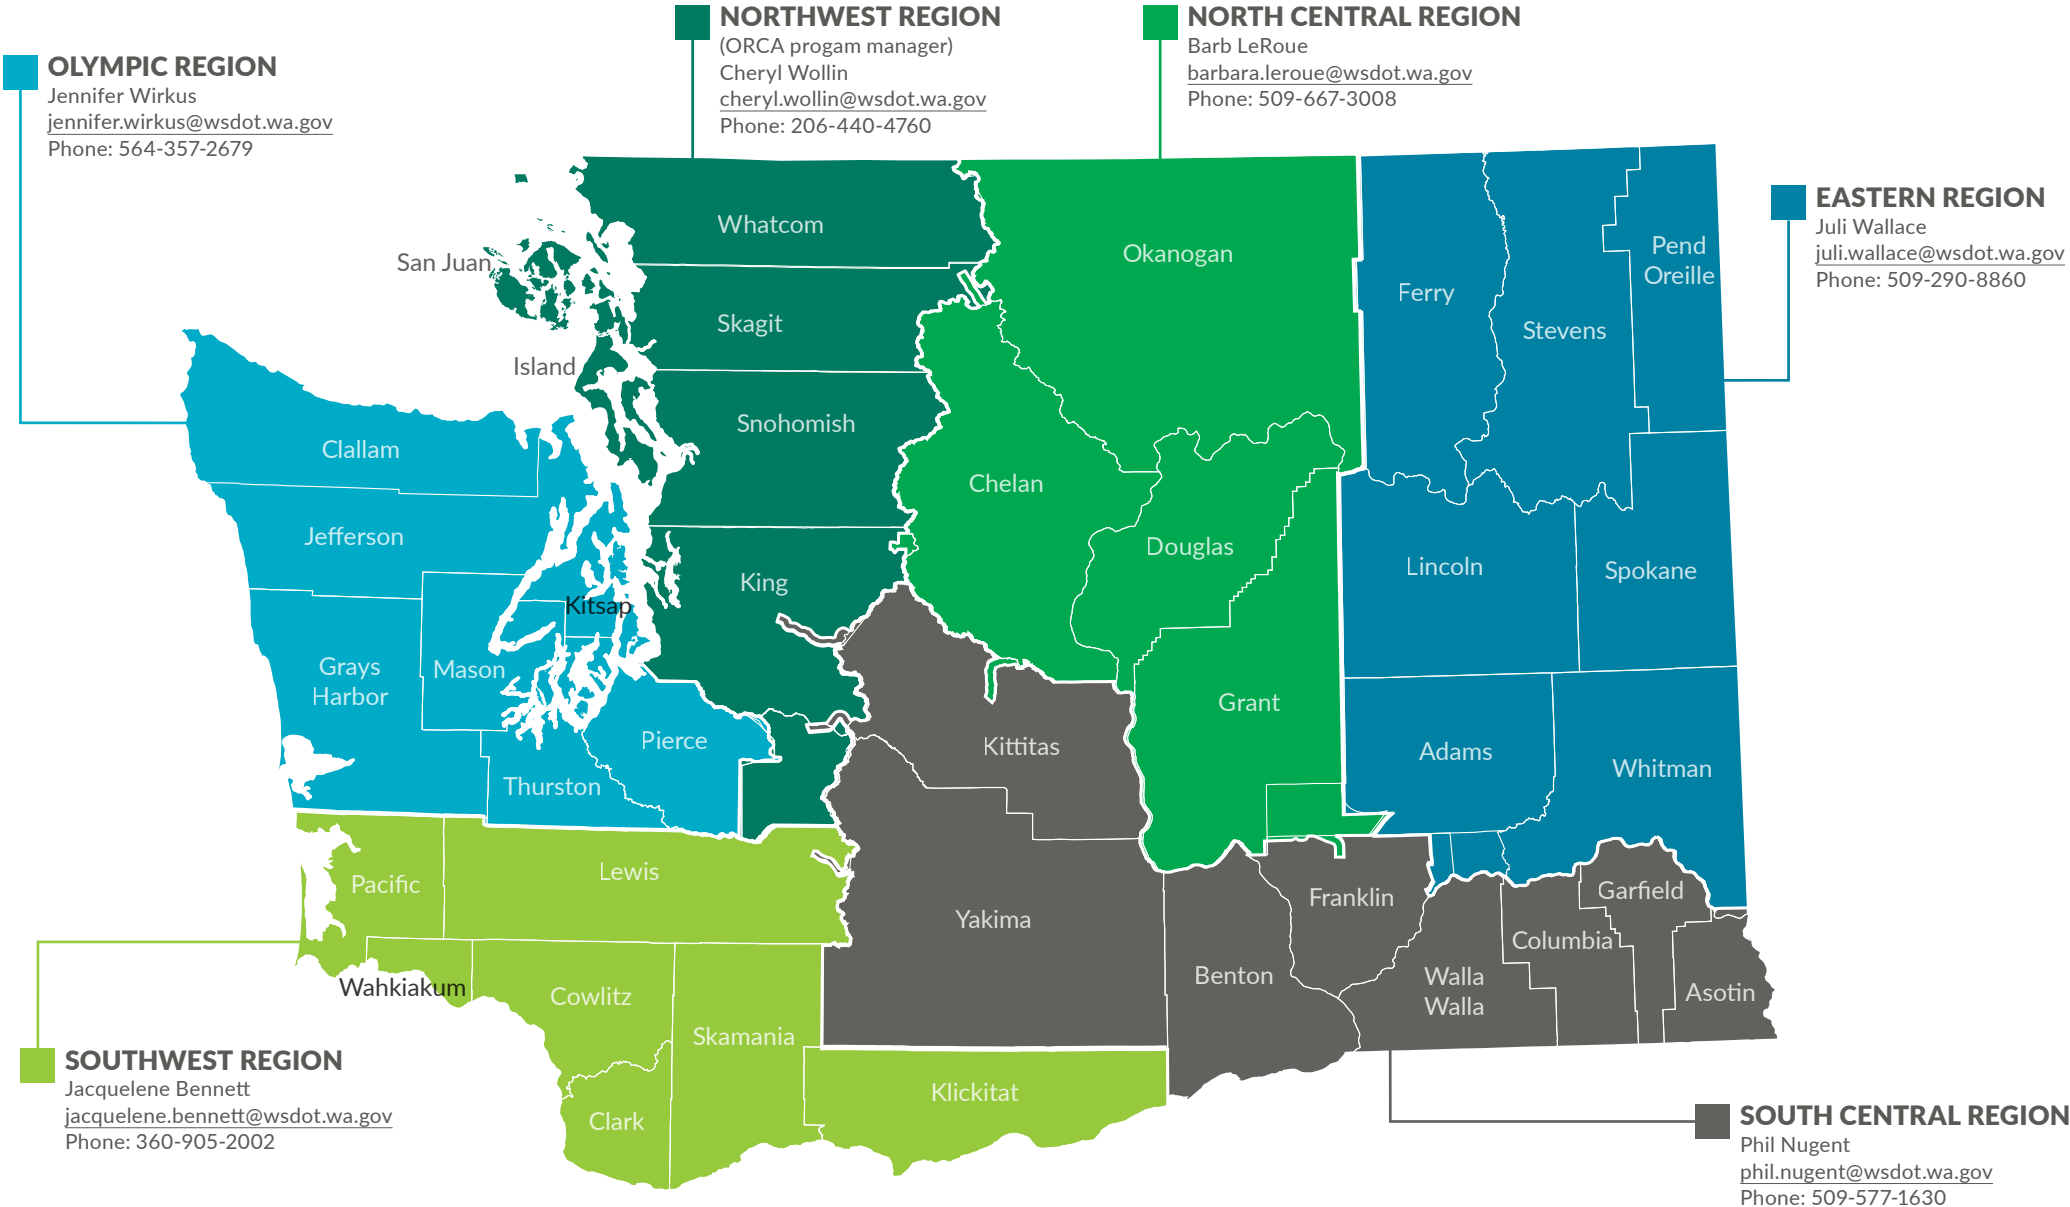 NORTHWEST REGION
(ORCA progam manager)
Cheryl Wollin
cheryl.wollin@wsdot.wa.gov
Phone: 206-440-4760
NORTH CENTRAL REGION
Barb LeRoue
barbara.leroue@wsdot.wa.gov
Phone: 509-667-3008
OLYMPIC REGION
Jennifer Wirkus
jennifer.wirkus@wsdot.wa.gov
Phone: 564-357-2679
EASTERN REGION
Juli Wallace
juli.wallace@wsdot.wa.gov
Phone: 509-290-8860
Whatcom
San Juan
Skagit
Island
Snohomish
King
Okanogan
Chelan
Douglas
Grant
Ferry
Stevens
Pend
Oreille
Lincoln
Spokane
Adams
Whitman
Clallam
Jefferson
Kitsap
Grays
Harbor
Mason
Pierce
Thurston
Kittitas
Yakima
Benton
Franklin
Walla
Walla
Columbia
Garfield
Asotin
Pacific
Lewis
Wahkiakum
Cowlitz
Skamania
Clark
Klickitat
SOUTHWEST REGION
Jacquelene Bennett
jacquelene.bennett@wsdot.wa.gov
Phone: 360-905-2002
SOUTH CENTRAL REGION
Phil Nugent
phil.nugent@wsdot.wa.gov
Phone: 509-577-1630